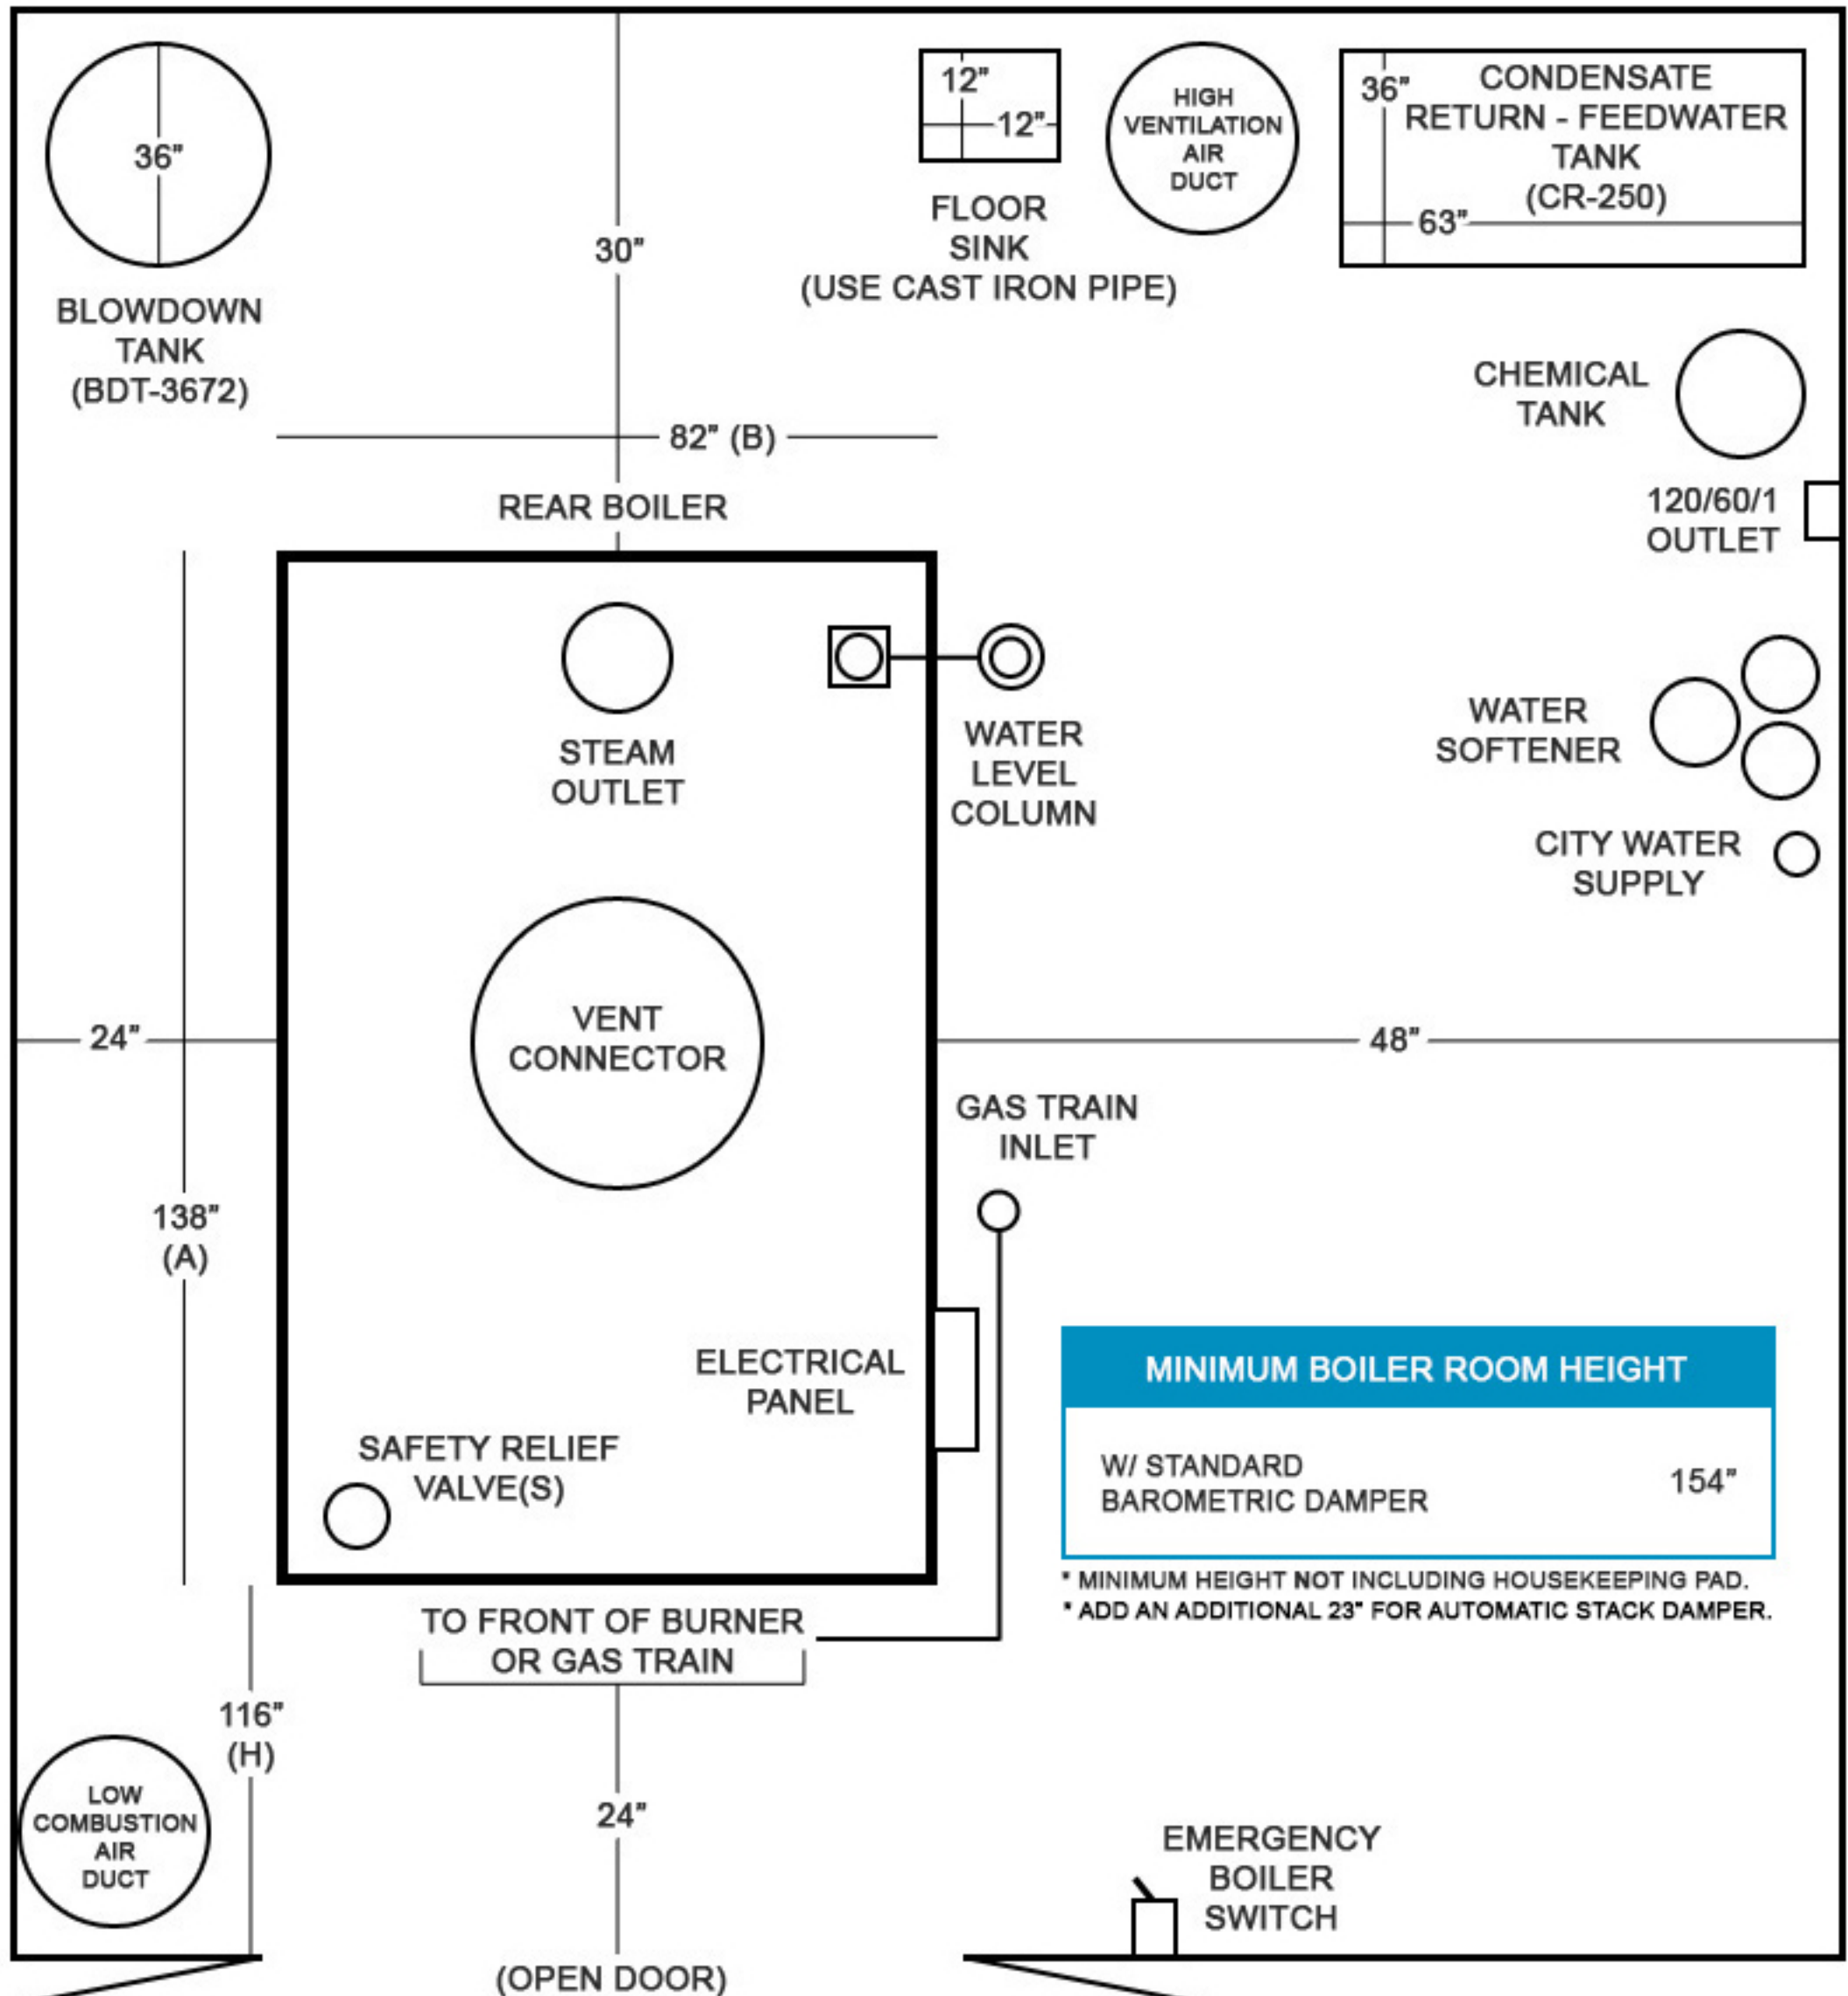 36”
BLOWDOWN
TANK
(BDT-3672)
30”
12”
12”
FLOOR
SINK
(USE CAST IRON PIPE)
HIGH
VENTILATION
AIR
DUCT
36”
CONDENSATE
RETURN - FEEDWATER
TANK
(CR-250)
63”
CHEMICAL
TANK
120/60/1
OUTLET
82” (B)
REAR BOILER
STEAM
OUTLET
WATER
LEVEL
COLUMN
WATER
SOFTENER
CITY WATER
SUPPLY
24”
VENT
CONNECTOR
48”
138”
(A)
GAS TRAIN
INLET
ELECTRICAL
PANEL
SAFETY RELIEF
VALVE(S)
MINIMUM BOILER ROOM HEIGHT
W/ STANDARD
BAROMETRIC DAMPER
154”
* MINIMUM HEIGHT NOT INCLUDING HOUSEKEEPING PAD.
* ADD AN ADDITIONAL 23" FOR AUTOMATIC STACK DAMPER.
TO FRONT OF BURNER
OR GAS TRAIN
116”
(H)
24”
LOW
COMBUSTION
AIR
DUCT
EMERGENCY
BOILER
SWITCH
(OPEN DOOR)